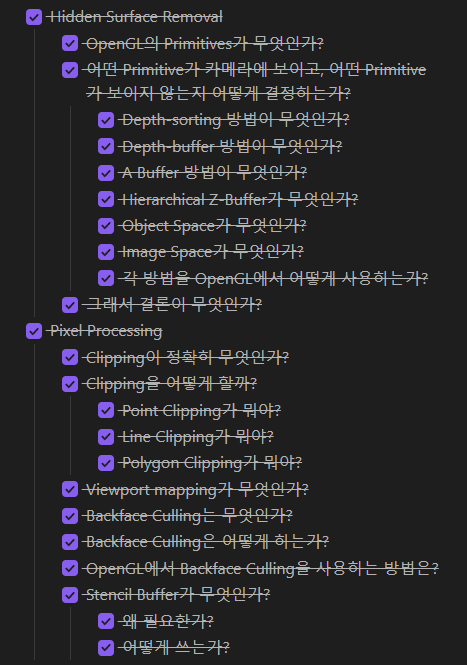 Hidden Surface Removal
OpenGL의 Primitives가 무엇인가?
어떤 Primitive가 카메라에 보이고, 어떤 Primitive
가 보이지 않는지 어떻게 결정하는가?
Depth-sorting 방법이 무엇인가?
Depth-buffer 방법이 무엇인가?
A Buffer 방법이 무엇인가?
Hierarchical Z-Buffer가 무엇인가?
Object Space가 무엇인가?
Image Space가 무엇인가?
각 방법을 OpenGL에서 어떻게 사용하는가?
그래서 결론이 무엇인가?
Pixel Processing
Clipping이 정확히 무엇인가?
Clipping을 어떻게 할까?
Point Clipping가 뭐야?
Line Clipping가 뭐야?
Polygon Clipping가 뭐야?
Viewport mapping가 무엇인가?
Backface Culling는 무엇인가?
Backface Culling은 어떻게 하는가?
OpenGL에서 Backface Culling을 사용하는 방법은?
Stencil Buffer가 무엇인가?
왜 필요한가?
어떻게 쓰는가?